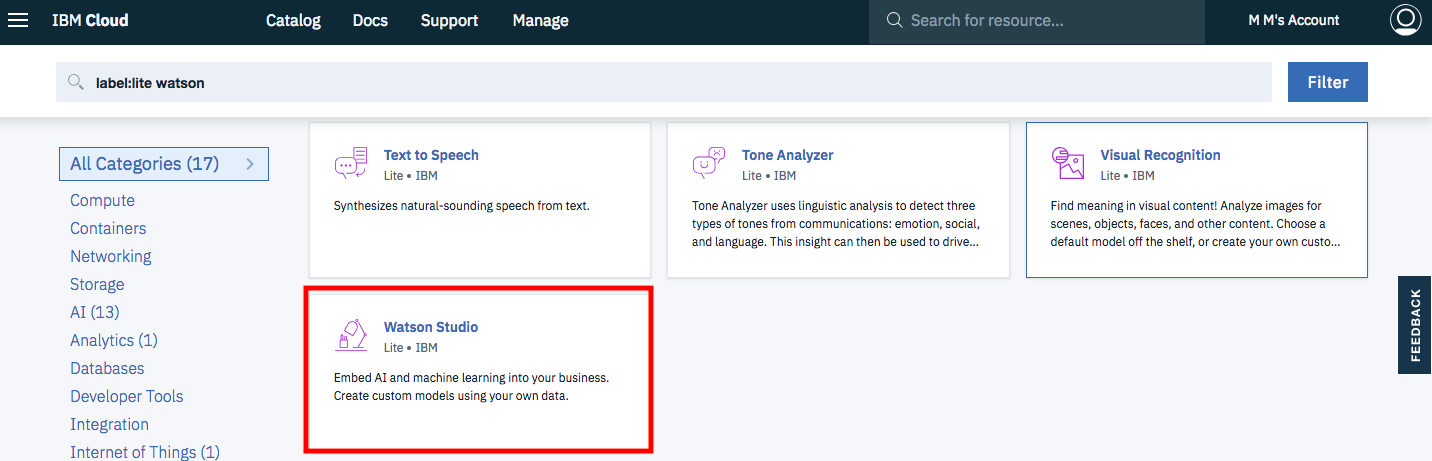 IBM Cloud
Catalog
Docs
Support
Manage
Search for resource...
M M's Account
label:lite watson
Filter
All Categories (17)
Compute
Containers
Networking
Storage
AI (13)
Analytics (1)
Databases
Developer Tools
Integration
Internet of Things (1)
Text to Speech
Lite • IBM
Synthesizes natural-sounding speech from text.
Tone Analyzer
Lite • IBM
Tone Analyzer uses linguistic analysis to detect three
types of tones from communications: emotion, social,
and language. This insight can then be used to drive...
Visual Recognition
Lite • IBM
Find meaning in visual content! Analyze images for
scenes, objects, faces, and other content. Choose a
default model off the shelf, or create your own custo...
Watson Studio
Lite • IBM
Embed AI and machine learning into your business.
Create custom models using your own data.
FEEDBACK